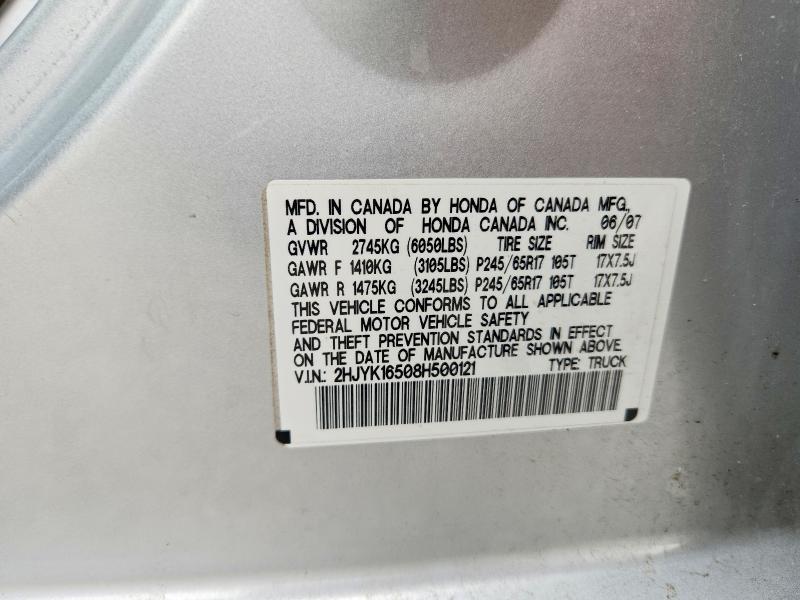 MFD. IN CANADA BY HONDA OF CANADA MFG.,
A DIVISION OF HONDA CANADA INC. 06/07
GVWR 2745KG (6050LBS) TIRE SIZE RIM SIZE
GAWR F 1410KG (3105LBS) P245/65R17 105T 17X7.5J
GAWR R 1475KG (3245LBS) P245/65R17 105T 17X7.5J
THIS VEHICLE CONFORMS TO ALL APPLICABLE
FEDERAL MOTOR VEHICLE SAFETY
AND THEFT PREVENTION STANDARDS IN EFFECT
ON THE DATE OF MANUFACTURE SHOWN ABOVE.
V.I.N.: 2HJYK16508H500121 TYPE: TRUCK